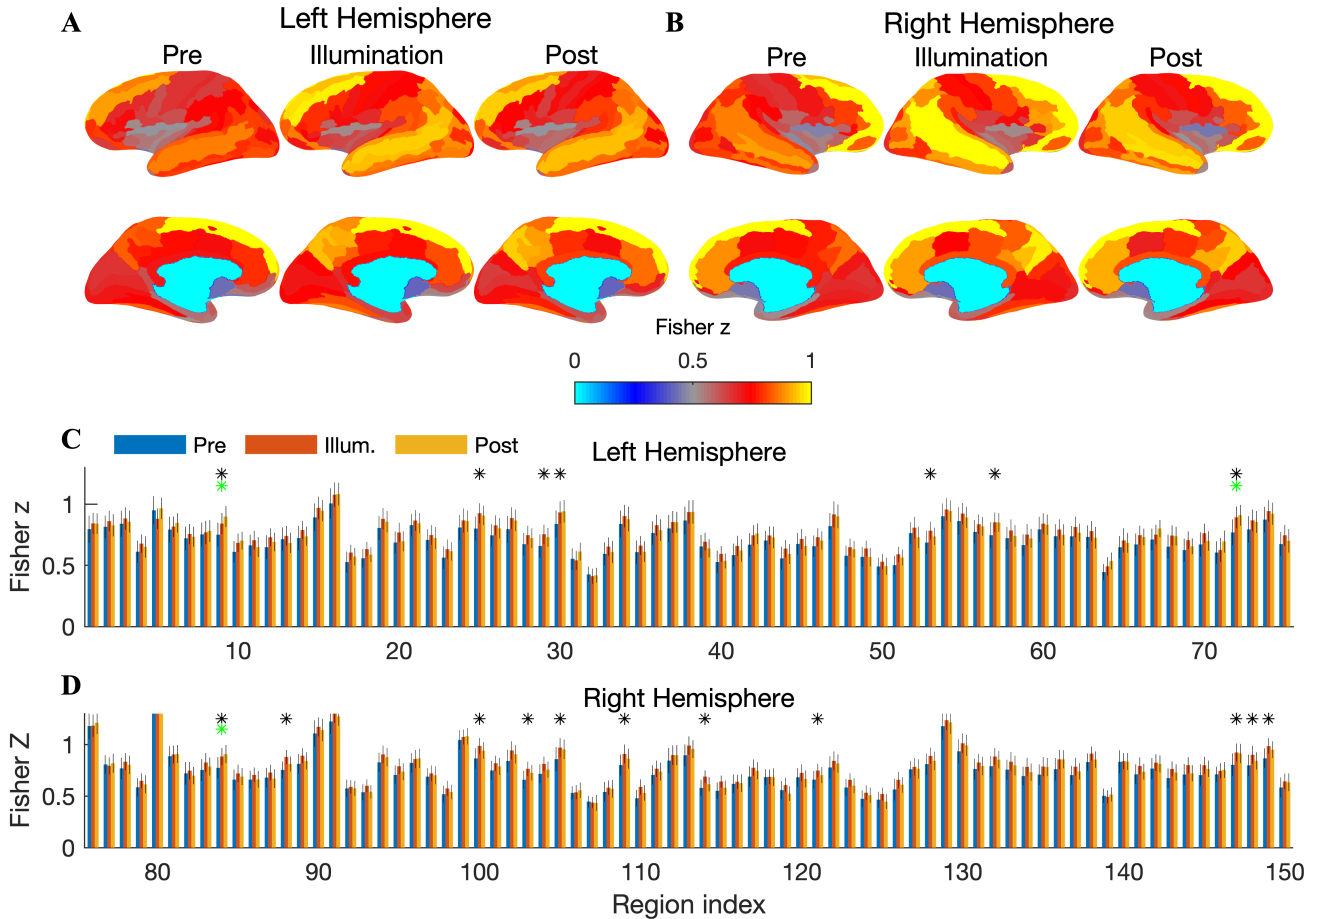 A Left Hemisphere B Right Hemisphere
Pre Illumination Post Pre Illumination Post
Fisher z
0 0.5 1
C Pre Illum. Post Left Hemisphere
* * * * * * *
* *
Fisher z
1
0.5
0
10 20 30 40 50 60 70
D Right Hemisphere
* * * * * * * * * * *
*
Fisher Z
1
0.5
0
80 90 100 110 120 130 140 150
Region index